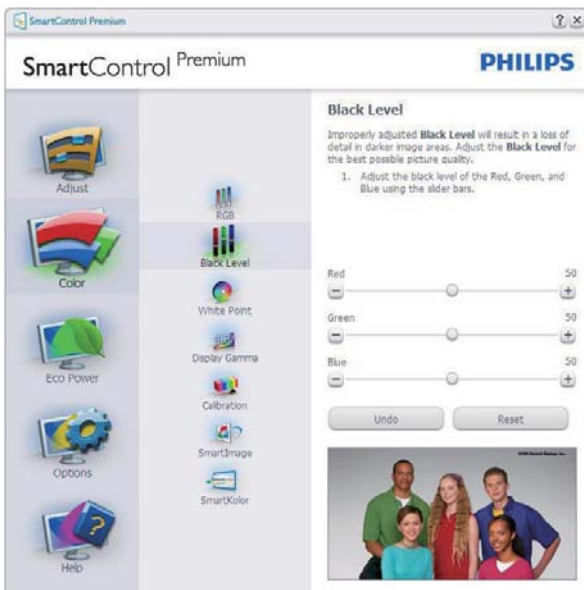 SmartControl Premium
SmartControl Premium
PHILIPS
Adjust
Color
Eco Power
Options
Help
RGB
Black Level
White Point
Display Gamma
Calibration
SmartImage
SmartKolor
Black Level
Improperly adjusted Black Level will result in a loss of
detail in darker image areas. Adjust the Black Level for
the best possible picture quality.
1. Adjust the black level of the Red, Green, and
Blue using the slider bars.
Red 50
Green 50
Blue 50
Undo Reset